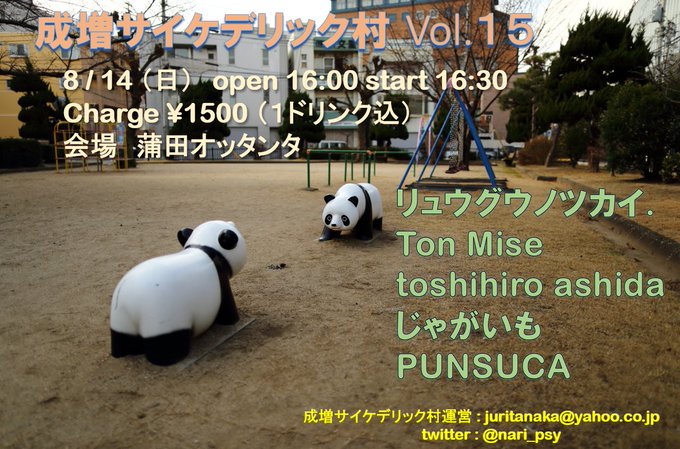 成増サイケデリック村 Vol.15
8 / 14 （日） open 16:00 start 16:30
Charge ¥1500（1ドリンク込）
会場　蒲田オッタンタ
リュウグウノツカイ.
Ton Mise
toshihiro ashida
じゃがいも
PUNSUCA
成増サイケデリック村運営 : juritanaka@yahoo.co.jp
twitter : @nari_psy